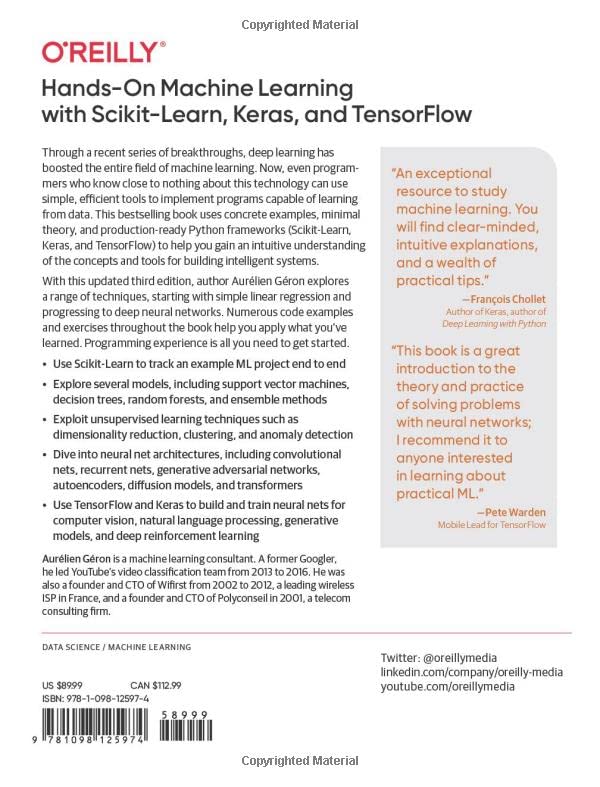 Copyrighted Material
O'REILLY®
Hands-On Machine Learning
with Scikit-Learn, Keras, and TensorFlow
Through a recent series of breakthroughs, deep learning has
boosted the entire field of machine learning. Now, even program-
mers who know close to nothing about this technology can use
simple, efficient tools to implement programs capable of learning
from data. This bestselling book uses concrete examples, minimal
theory, and production-ready Python frameworks (Scikit-Learn,
Keras, and TensorFlow) to help you gain an intuitive understanding
of the concepts and tools for building intelligent systems.
With this updated third edition, author Aurélien Géron explores
a range of techniques, starting with simple linear regression and
progressing to deep neural networks. Numerous code examples
and exercises throughout the book help you apply what you've
learned. Programming experience is all you need to get started.
• Use Scikit-Learn to track an example ML project end to end
• Explore several models, including support vector machines,
decision trees, random forests, and ensemble methods
• Exploit unsupervised learning techniques such as
dimensionality reduction, clustering, and anomaly detection
• Dive into neural net architectures, including convolutional
nets, recurrent nets, generative adversarial networks,
autoencoders, diffusion models, and transformers
• Use TensorFlow and Keras to build and train neural nets for
computer vision, natural language processing, generative
models, and deep reinforcement learning
Aurélien Géron is a machine learning consultant. A former Googler,
he led YouTube's video classification team from 2013 to 2016. He was
also a founder and CTO of Wifirst from 2002 to 2012, a leading wireless
ISP in France, and a founder and CTO of Polyconseil in 2001, a telecom
consulting firm.
"An exceptional
resource to study
machine learning. You
will find clear-minded,
intuitive explanations,
and a wealth of
practical tips."
—François Chollet
Author of Keras, author of
Deep Learning with Python
"This book is a great
introduction to the
theory and practice
of solving problems
with neural networks;
I recommend it to
anyone interested
in learning about
practical ML."
—Pete Warden
Mobile Lead for TensorFlow
DATA SCIENCE / MACHINE LEARNING
US $89.99 CAN $112.99
ISBN: 978-1-098-12597-4
58999
9 781098 125974
Twitter: @oreillymedia
linkedin.com/company/oreilly-media
youtube.com/oreillymedia
Copyrighted Material